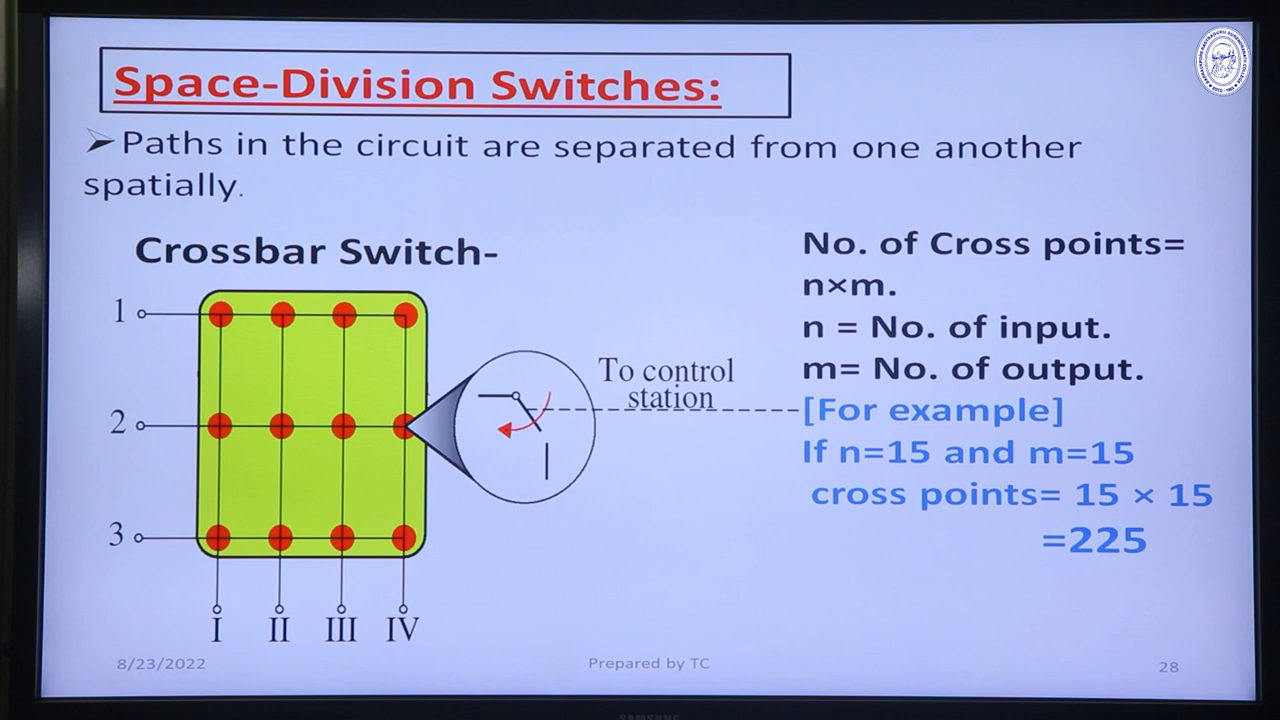 Space-Division Switches:
➢Paths in the circuit are separated from one another
spatially.
Crossbar Switch-
No. of Cross points=
n×m.
n = No. of input.
m= No. of output.
[For example]
If n=15 and m=15
cross points= 15 × 15
=225
1
2
3
To control
station
I II III IV
8/23/2022 Prepared by TC 28
SAMSUNG